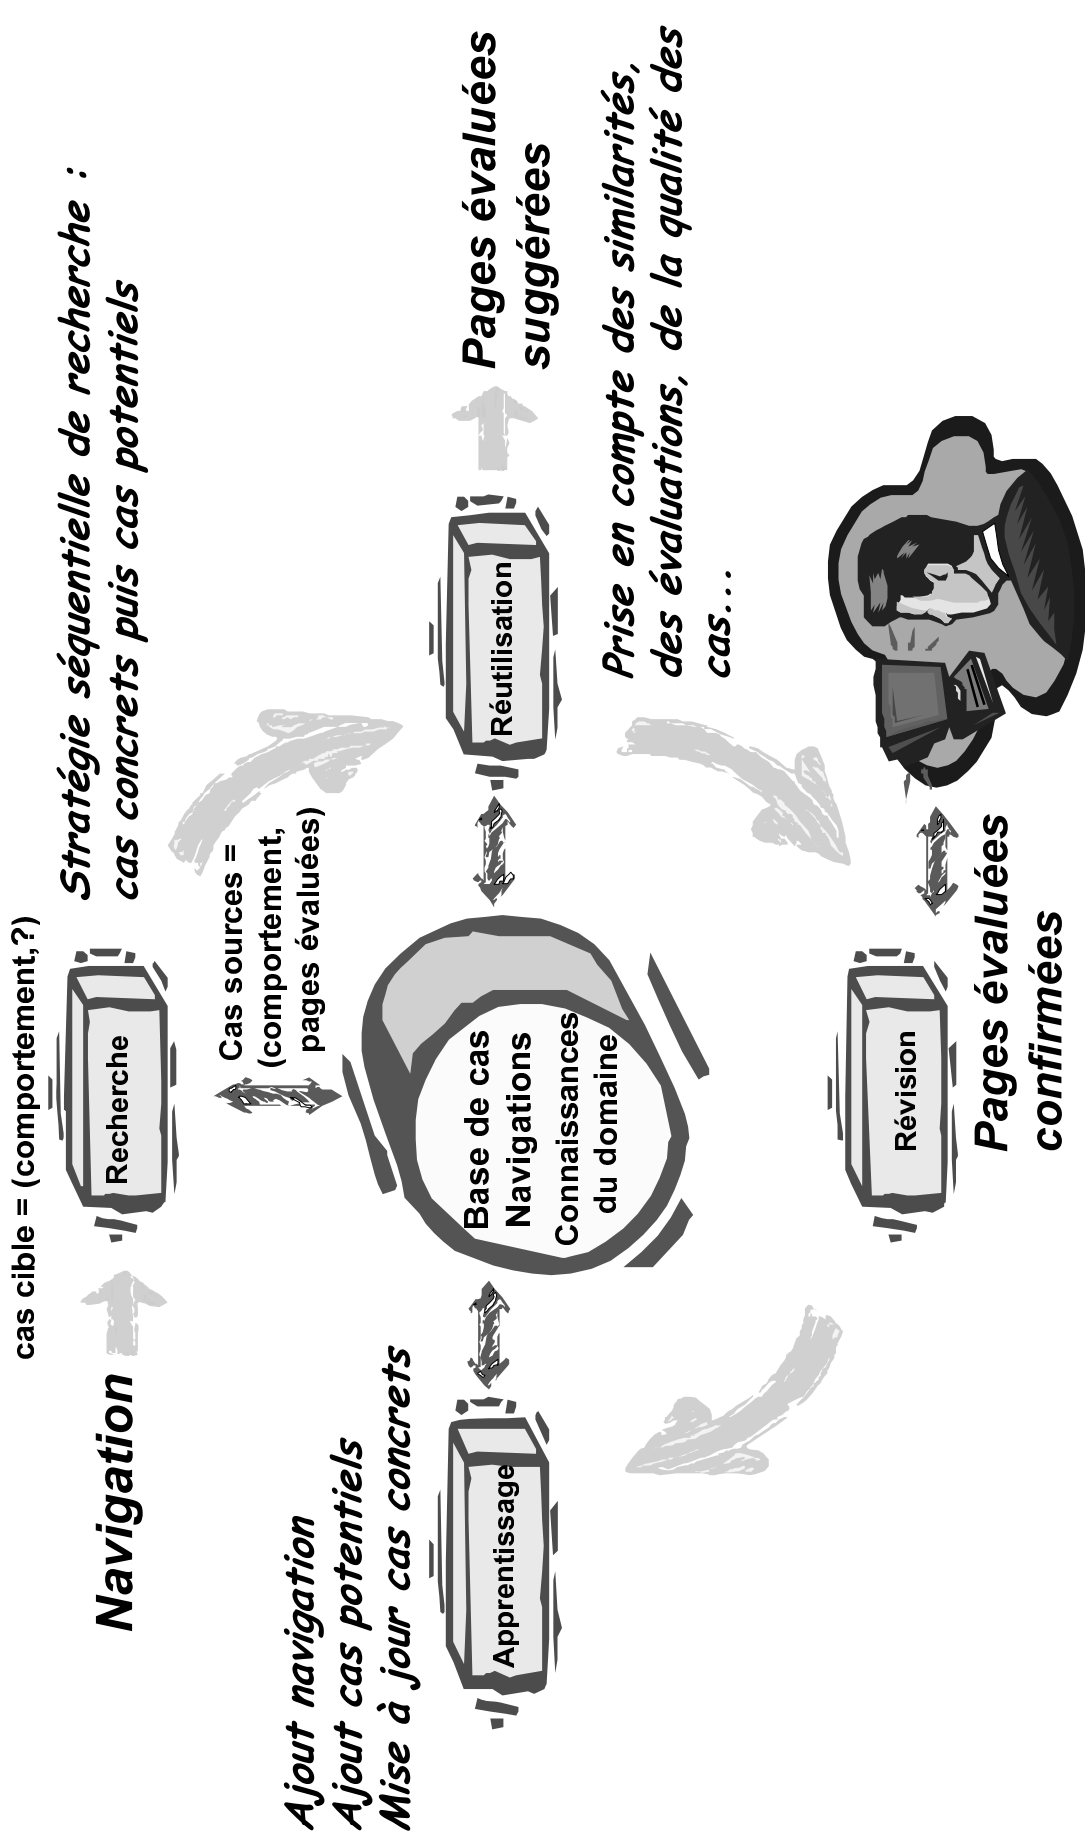 cas cible = (comportement,?)
Navigation
Recherche
Stratégie séquentielle de recherche :
cas concrets puis cas potentiels
Cas sources =
(comportement,
pages évaluées)
Ajout navigation
Ajout cas potentiels
Mise à jour cas concrets
Apprentissage
Base de cas
Navigations
Connaissances
du domaine
Réutilisation
Pages évaluées
suggérées
Prise en compte des similarités,
des évaluations, de la qualité des
cas...
Révision
Pages évaluées
confirmées